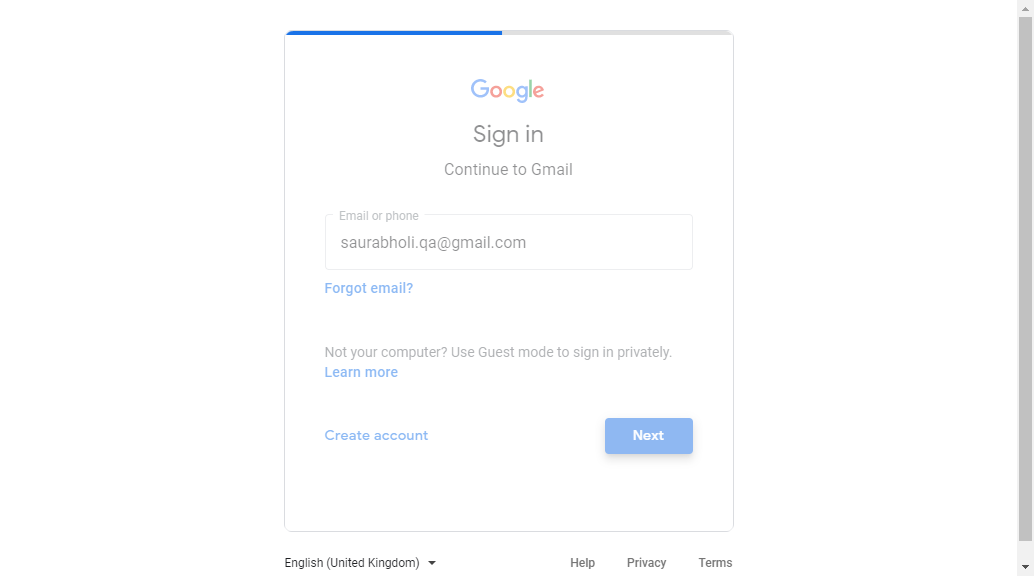 Google
Sign in
Continue to Gmail
Email or phone
saurabholi.qa@gmail.com
Forgot email?
Not your computer? Use Guest mode to sign in privately.
Learn more
Create account
Next
English (United Kingdom)
Help
Privacy
Terms